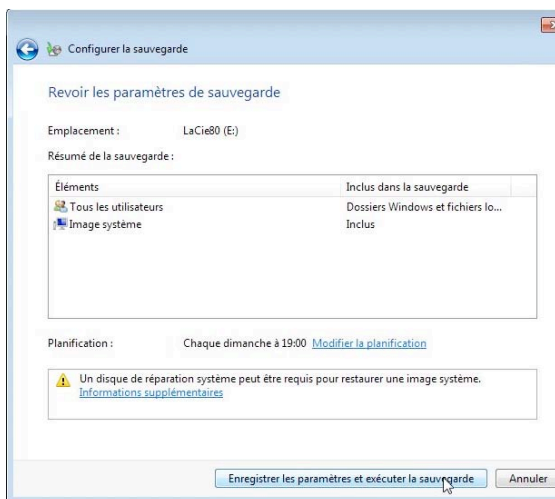 Configurer la sauvegarde
Revoir les paramètres de sauvegarde
Emplacement : LaCie80 (E:)
Résumé de la sauvegarde :
Éléments Inclus dans la sauvegarde
Tous les utilisateurs Dossiers Windows et fichiers lo...
Image système Inclus
Planification : Chaque dimanche à 19:00 Modifier la planification
Un disque de réparation système peut être requis pour restaurer une image système.
Informations supplémentaires
Enregistrer les paramètres et exécuter la sauvegarde Annuler